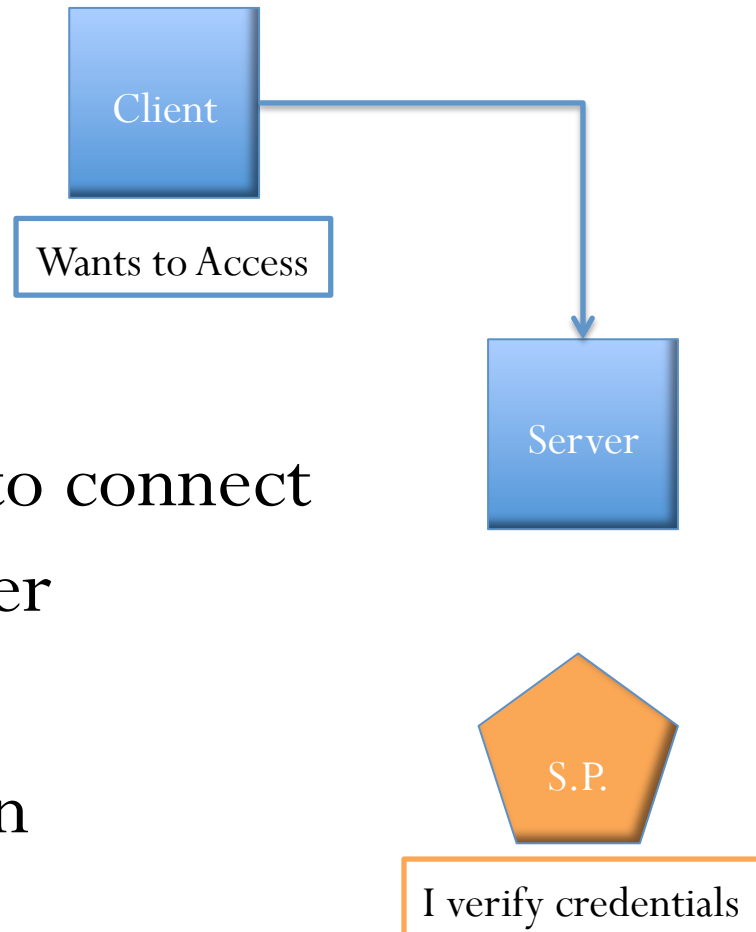 Client
Wants to Access
Server
to connect
er
S.P.
n
I verify credentials